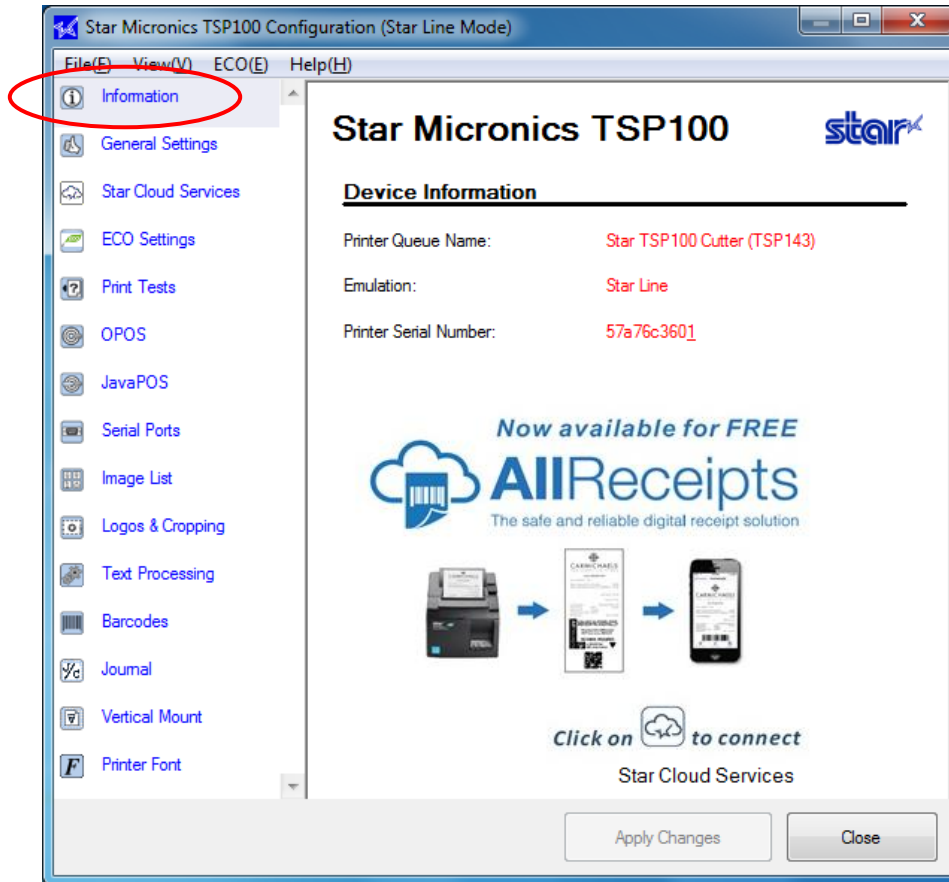 Star Micronics TSP100 Configuration (Star Line Mode)
File(F) View(V) ECO(E) Help(H)
Information
General Settings
Star Cloud Services
ECO Settings
Print Tests
OPOS
JavaPOS
Serial Ports
Image List
Logos & Cropping
Text Processing
Barcodes
Journal
Vertical Mount
Printer Font
Star Micronics TSP100
star
Device Information
Printer Queue Name: Star TSP100 Cutter (TSP143)
Emulation: Star Line
Printer Serial Number: 57a76c3601
Now available for FREE
AllReceipts
The safe and reliable digital receipt solution
CARMICHAELS
CARMICHAELS
CARMICHAELS
Click on to connect
Star Cloud Services
Apply Changes
Close